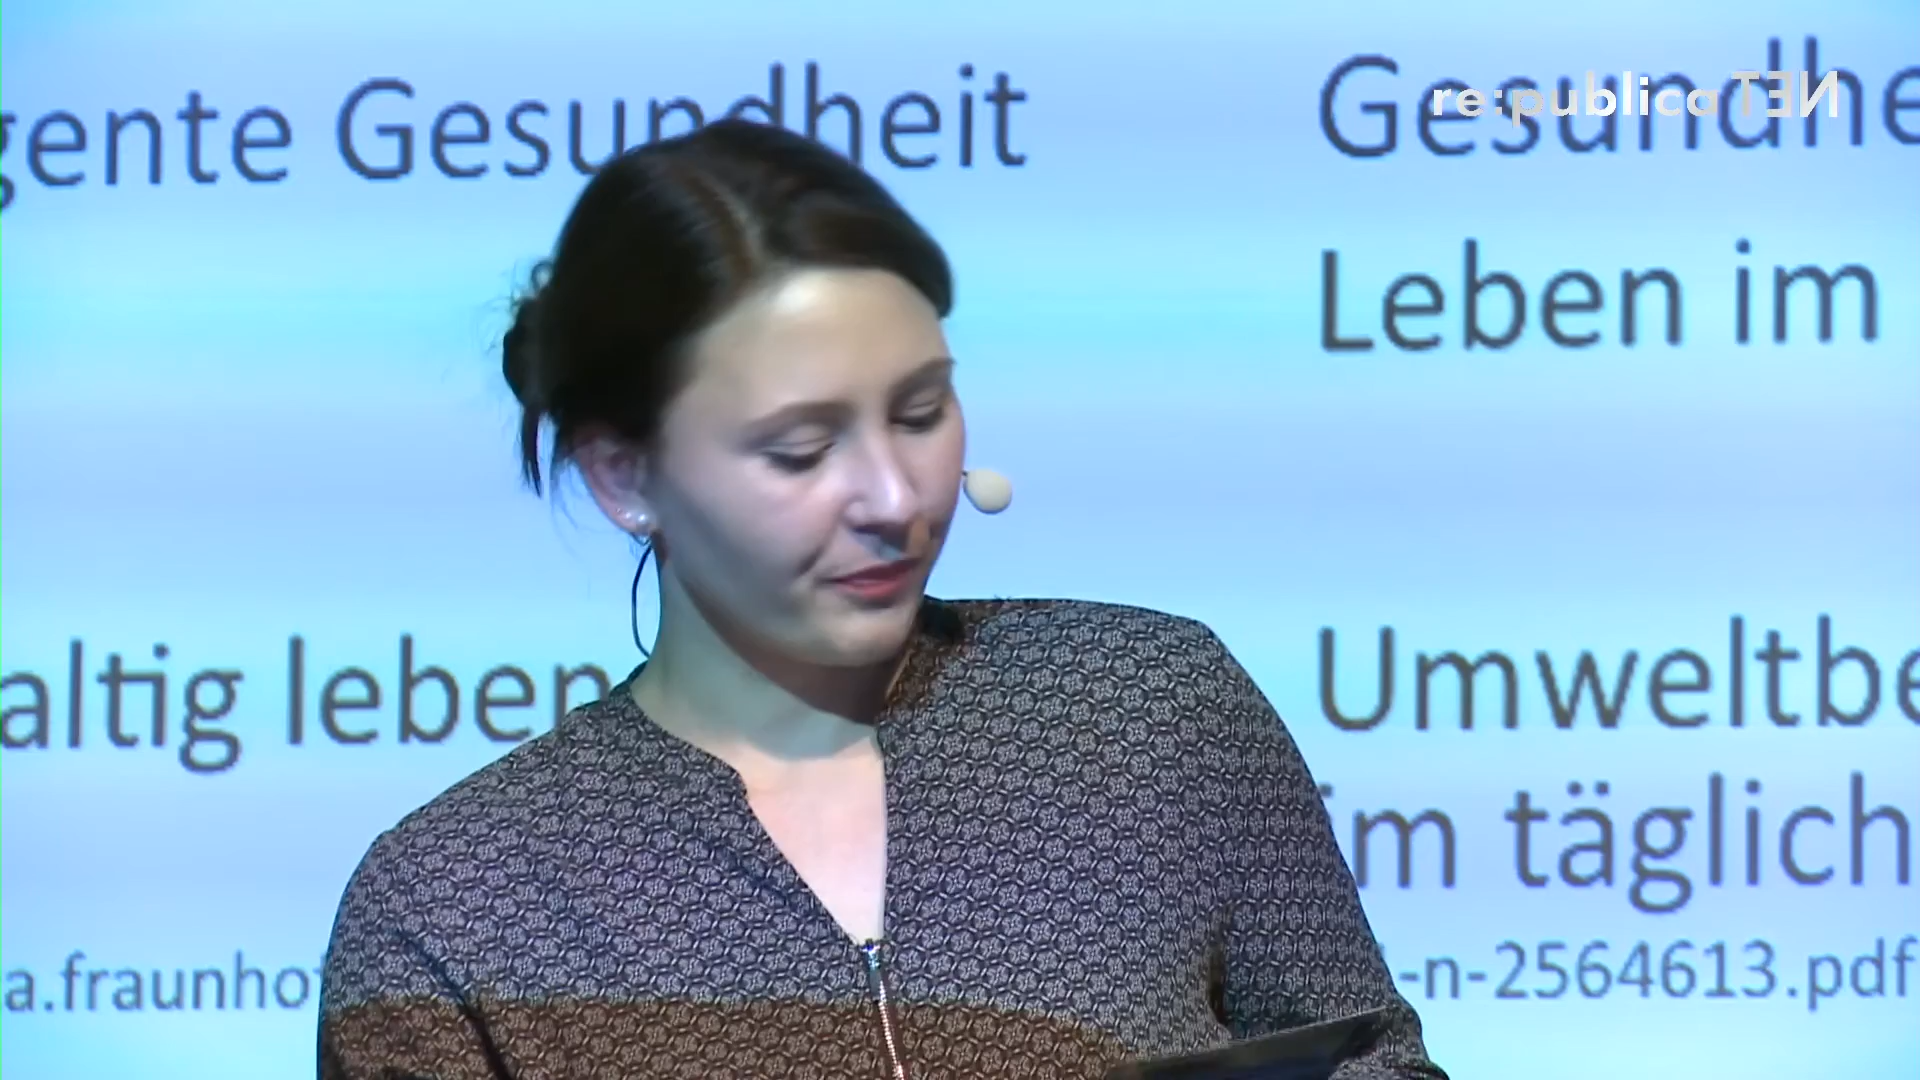 gente Gesundheit
altig leben
a.fraunhof
Gesundhe
Leben im
Umweltbe
im täglich
-n-2564613.pdf
re:publica TEN